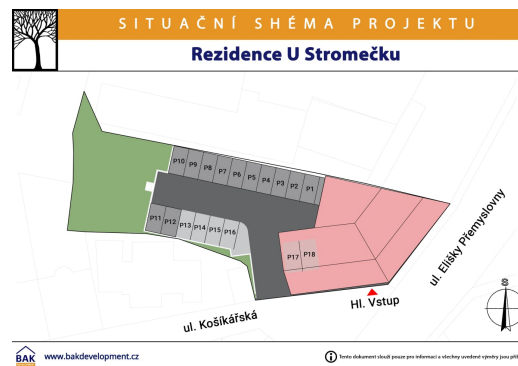 SITUAČNÍ SHÉMA PROJEKTU
Rezidence U Stromečku
P10 P9 P8 P7 P6 P5 P4 P3 P2 P1
P11 P12 P13 P14 P15 P16
P17 P18
ul. Elišky Přemyslovny
Hl. Vstup
ul. Košíkářská
S
BAK
www.bakdevelopment.cz
Tento dokument slouží pouze pro informaci a všechny uvedené výměry jsou